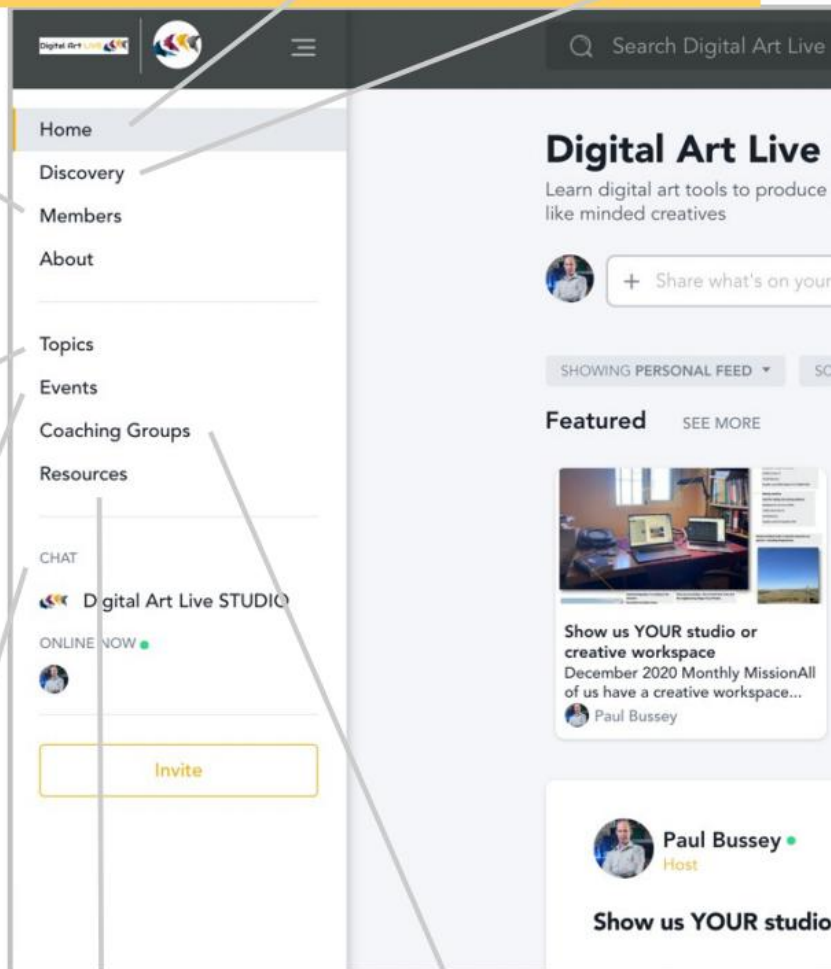 Digital Art LIVE
Search Digital Art Live
Home
Discovery
Members
About
Topics
Events
Coaching Groups
Resources
CHAT
Digital Art Live STUDIO
ONLINE NOW
Invite
Digital Art Live
Learn digital art tools to produce
like minded creatives
+ Share what's on your
SHOWING PERSONAL FEED
Featured SEE MORE
Show us YOUR studio or
creative workspace
December 2020 Monthly MissionAll
of us have a creative workspace...
Paul Bussey
Paul Bussey
Host
Show us YOUR studio